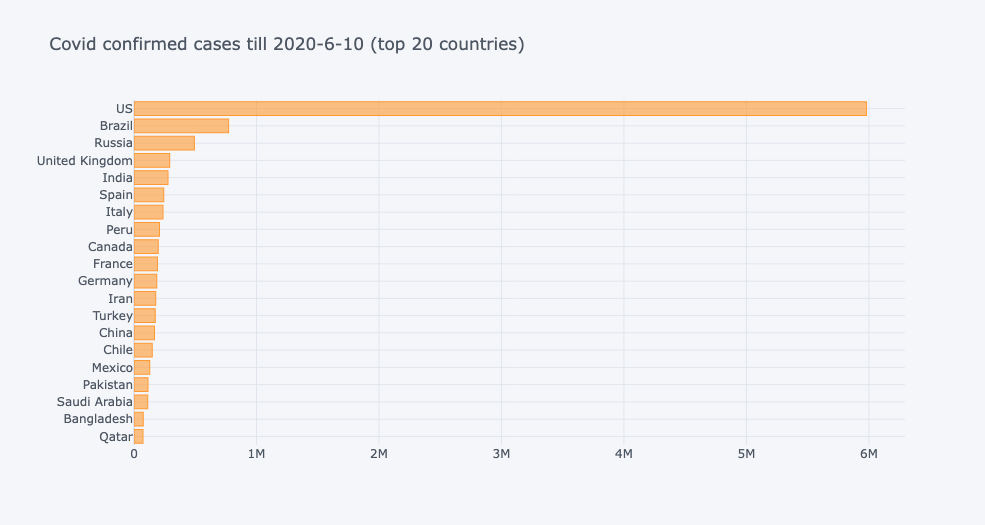 Covid confirmed cases till 2020-6-10 (top 20 countries)
US
Brazil
Russia
United Kingdom
India
Spain
Italy
Peru
Canada
France
Germany
Iran
Turkey
China
Chile
Mexico
Pakistan
Saudi Arabia
Bangladesh
Qatar
0 1M 2M 3M 4M 5M 6M